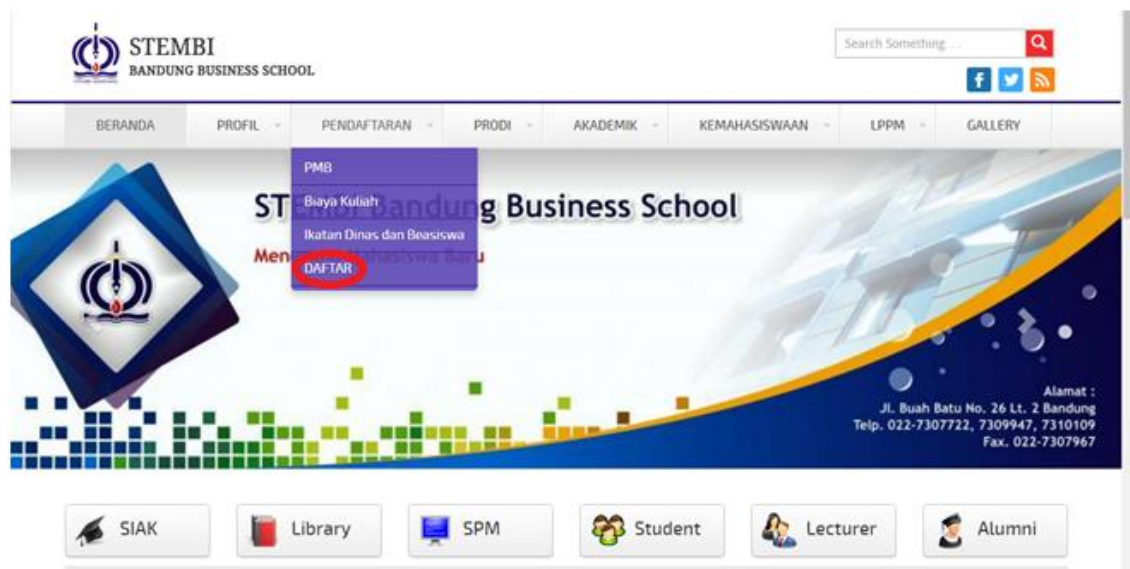 STEMBI
BANDUNG BUSINESS SCHOOL
Search Something ...
BERANDA PROFIL PENDAFTARAN PRODI AKADEMIK KEMAHASISWAAN LPPM GALLERY
PMB
Biaya Kuliah
Ikatan Dinas dan Beasiswa
DAFTAR
STEMBI Bandung Business School
Alamat :
Jl. Buah Batu No. 26 Lt. 2 Bandung
Telp. 022-7307722, 7309947, 7310109
Fax. 022-7307967
SIAK Library SPM Student Lecturer Alumni